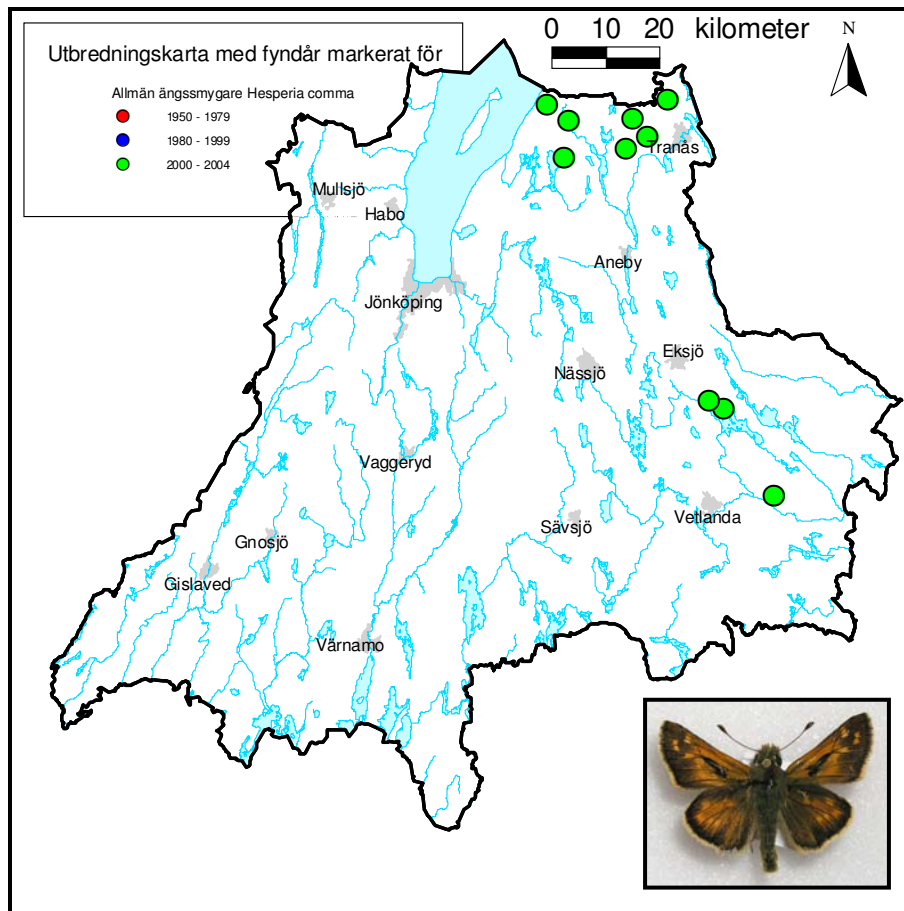 0 10 20 kilometer
N
Utbredningskarta med fyndår markerat för
Allmän ängssmygare Hesperia comma
1950 - 1979
1980 - 1999
2000 - 2004
Tranås
Mullsjö
Habo
Aneby
Jönköping
Eksjö
Nässjö
Vaggeryd
Vetlanda
Sävsjö
Gnosjö
Gislaved
Värnamo